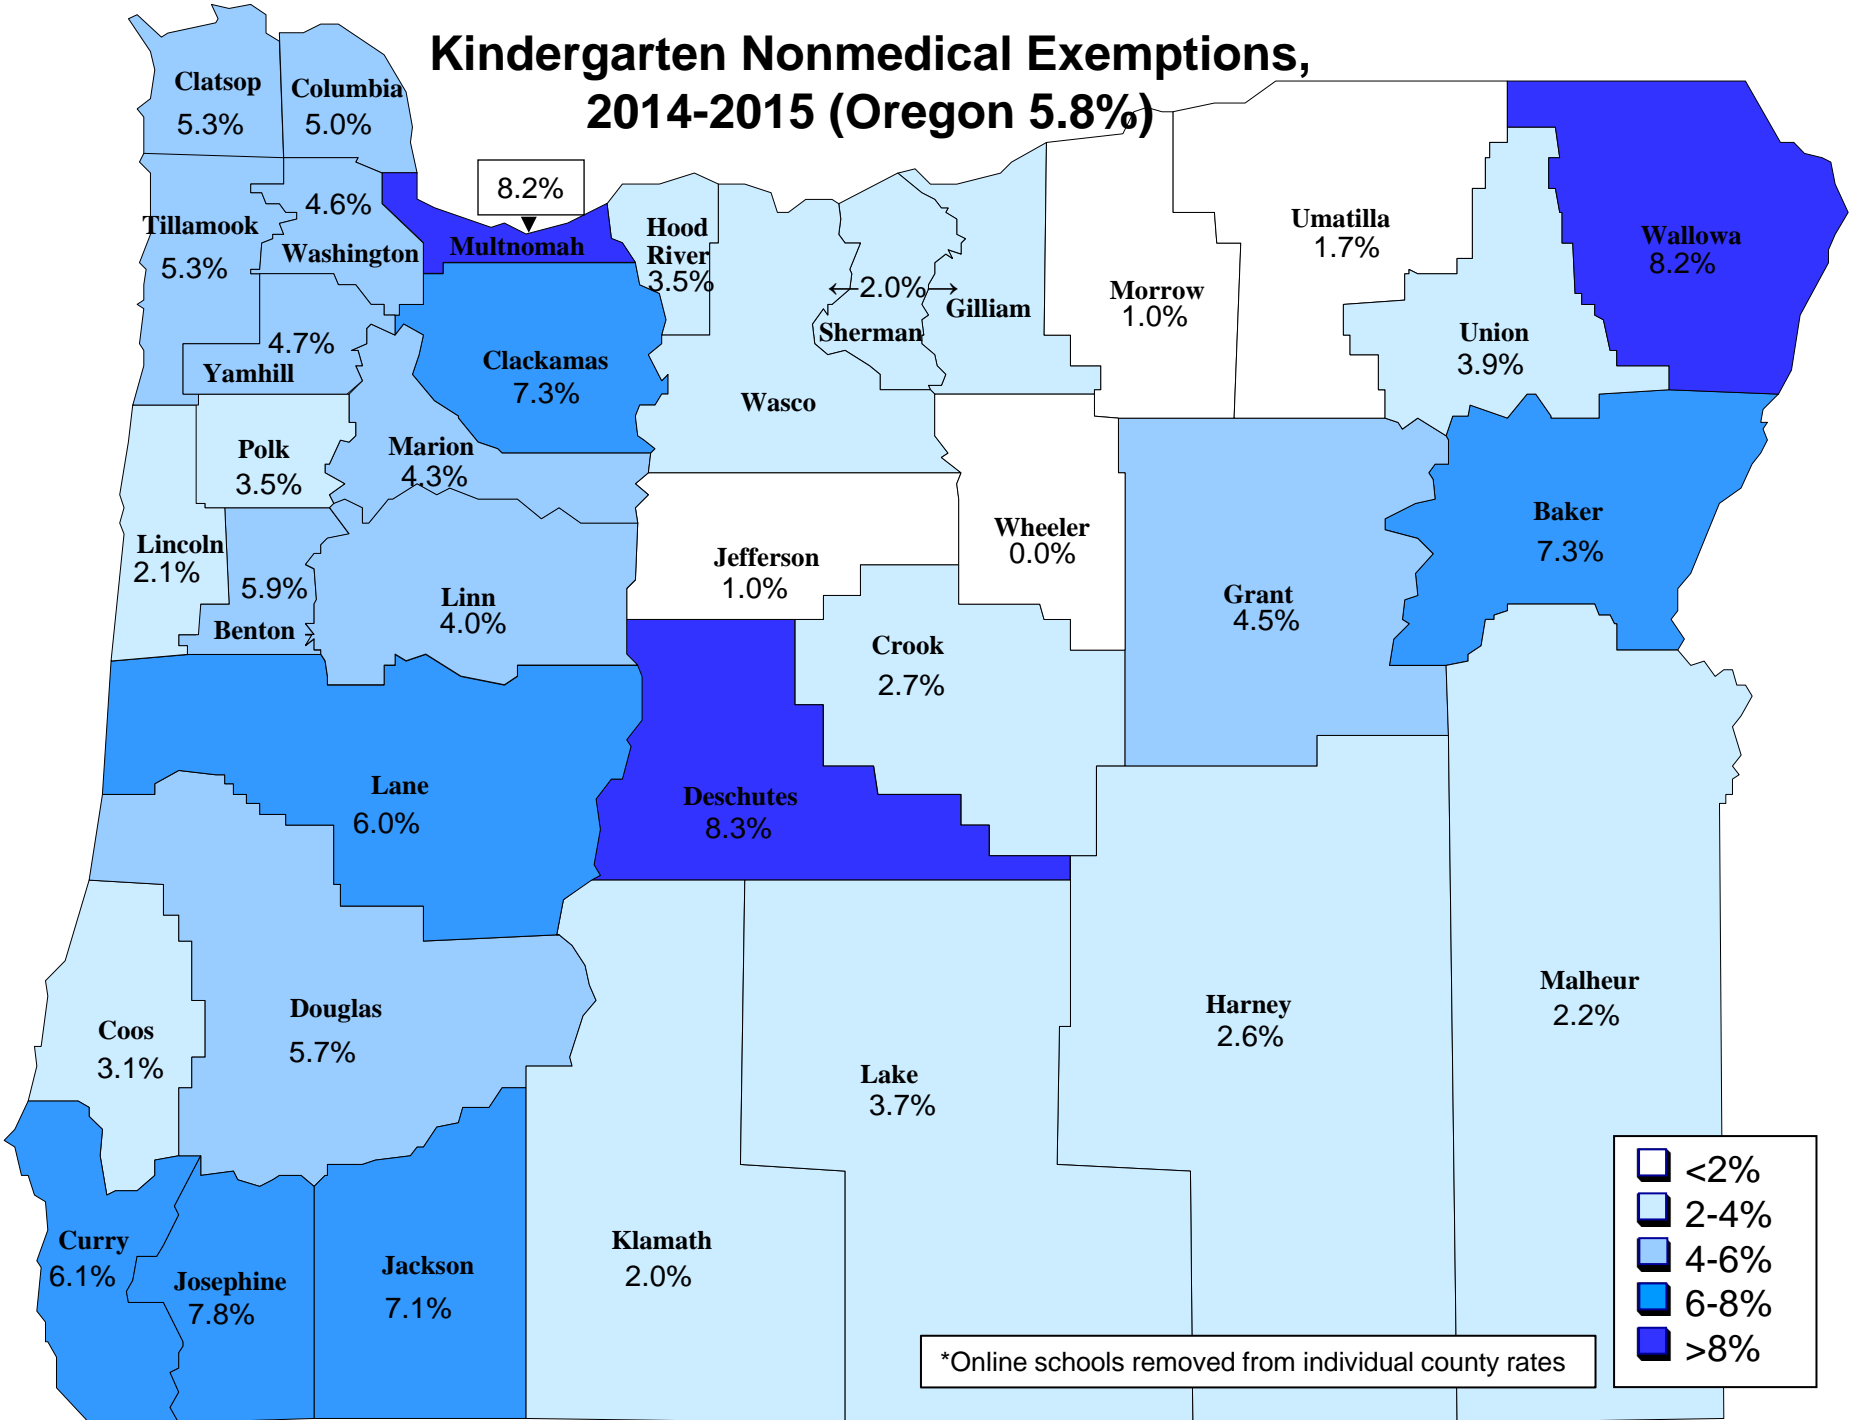 Kindergarten Nonmedical Exemptions,
2014-2015 (Oregon 5.8%)
Clatsop
5.3%
Columbia
5.0%
8.2%
Multnomah
Tillamook
5.3%
4.6%
Washington
Hood
River
3.5%
←2.0%→
Sherman
Gilliam
Morrow
1.0%
Umatilla
1.7%
Wallowa
8.2%
Union
3.9%
4.7%
Yamhill
Clackamas
7.3%
Wasco
Polk
3.5%
Marion
4.3%
Lincoln
2.1%
5.9%
Benton
Linn
4.0%
Jefferson
1.0%
Wheeler
0.0%
Grant
4.5%
Baker
7.3%
Crook
2.7%
Lane
6.0%
Deschutes
8.3%
Coos
3.1%
Douglas
5.7%
Lake
3.7%
Harney
2.6%
Malheur
2.2%
Curry
6.1%
Josephine
7.8%
Jackson
7.1%
Klamath
2.0%
<2%
2-4%
4-6%
6-8%
>8%
*Online schools removed from individual county rates